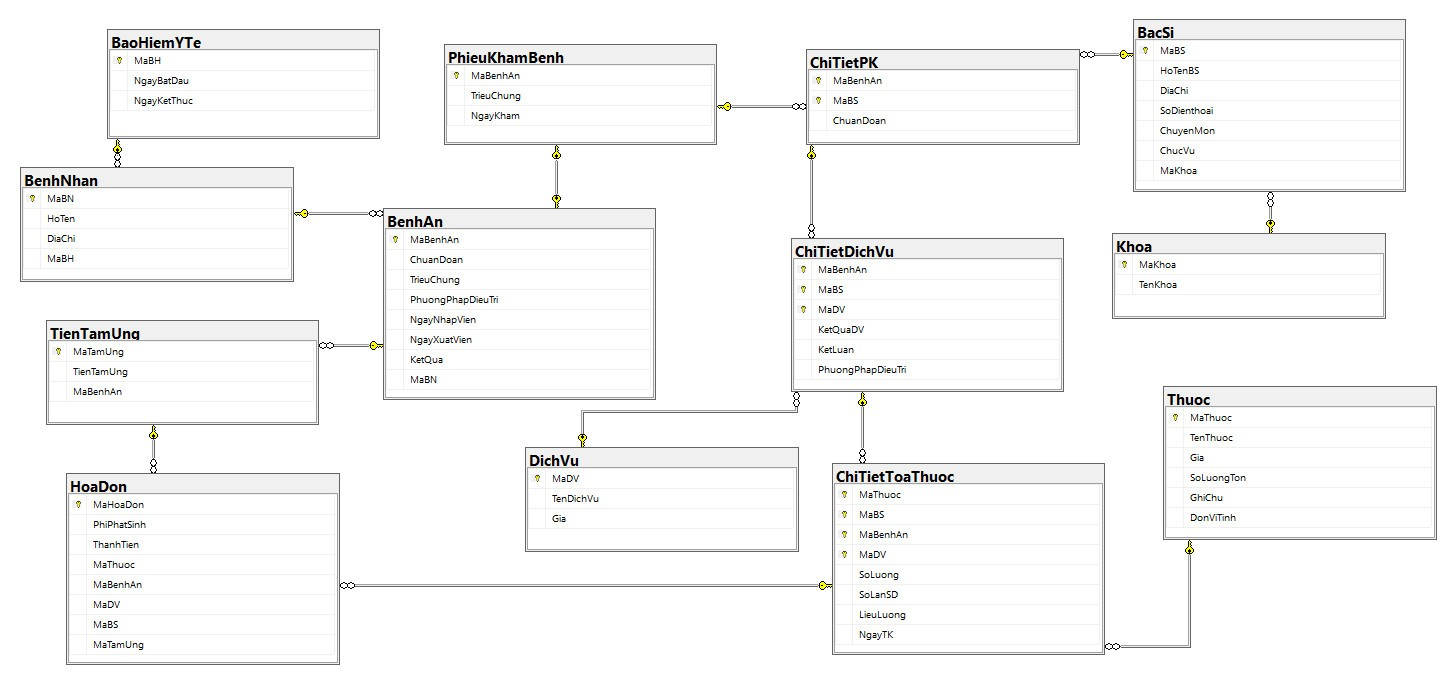 BaoHiemYTe
MaBH
NgayBatDau
NgayKetThuc
BenhNhan
MaBN
HoTen
DiaChi
MaBH
TienTamUng
MaTamUng
TienTamUng
MaBenhAn
HoaDon
MaHoaDon
PhiPhatSinh
ThanhTien
MaThuoc
MaBenhAn
MaDV
MaBS
MaTamUng
PhieuKhamBenh
MaBenhAn
TrieuChung
NgayKham
BenhAn
MaBenhAn
ChuanDoan
TrieuChung
PhuongPhapDieuTri
NgayNhapVien
NgayXuatVien
KetQua
MaBN
DichVu
MaDV
TenDichVu
Gia
ChiTietPK
MaBenhAn
MaBS
ChuanDoan
ChiTietDichVu
MaBenhAn
MaBS
MaDV
KetQuaDV
KetLuan
PhuongPhapDieuTri
ChiTietToaThuoc
MaThuoc
MaBS
MaBenhAn
MaDV
SoLuong
SoLanSD
LieuLuong
NgayTK
BacSi
MaBS
HoTenBS
DiaChi
SoDienthoai
ChuyenMon
ChucVu
MaKhoa
Khoa
MaKhoa
TenKhoa
Thuoc
MaThuoc
TenThuoc
Gia
SoLuongTon
GhiChu
DonViTinh